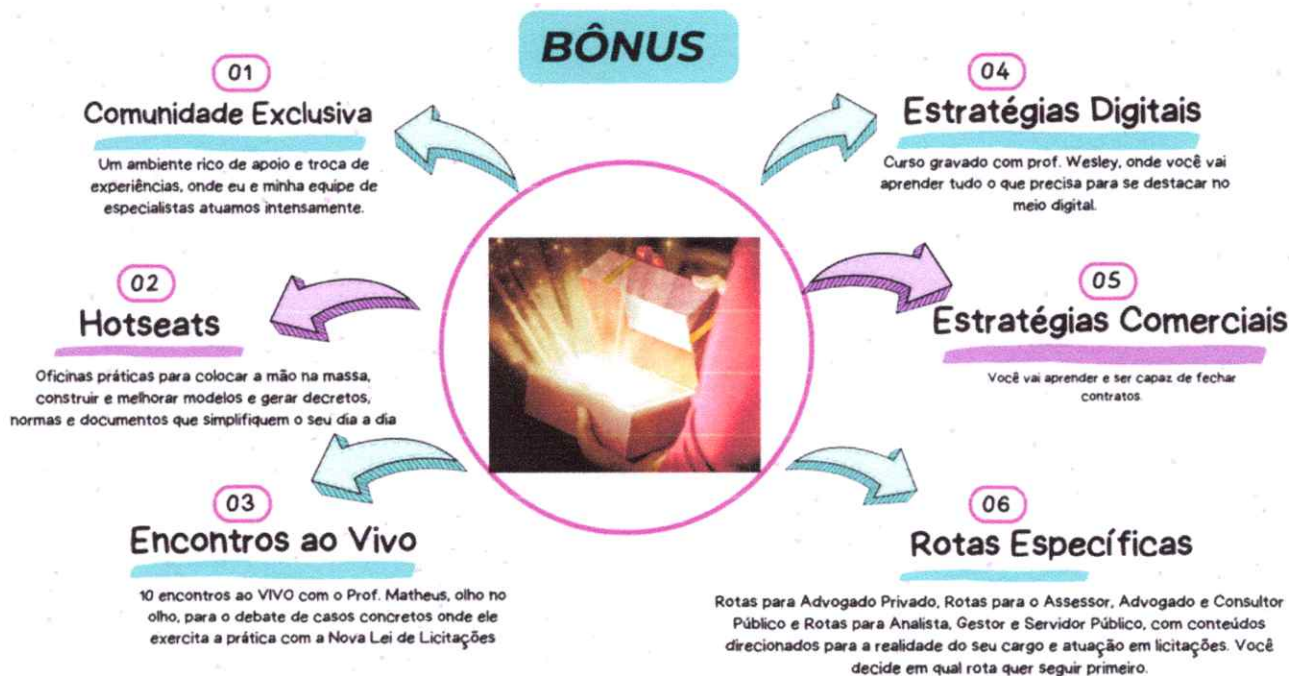 BÔNUS
01
Comunidade Exclusiva
Um ambiente rico de apoio e troca de
experiências, onde eu e minha equipe de
especialistas atuamos intensamente.
02
Hotseats
Oficinas práticas para colocar a mão na massa,
construir e melhorar modelos e gerar decretos,
normas e documentos que simplifiquem o seu dia a dia
03
Encontros ao Vivo
10 encontros ao VIVO com o Prof. Matheus, olho no
olho, para o debate de casos concretos onde ele
exercita a prática com a Nova Lei de Licitações
04
Estratégias Digitais
Curso gravado com prof. Wesley, onde você vai
aprender tudo o que precisa para se destacar no
meio digital.
05
Estratégias Comerciais
Você vai aprender e ser capaz de fechar
contratos.
06
Rotas Específicas
Rotas para Advogado Privado, Rotas para o Assessor, Advogado e Consultor
Público e Rotas para Analista, Gestor e Servidor Público, com conteúdos
direcionados para a realidade do seu cargo e atuação em licitações. Você
decide em qual rota quer seguir primeiro.